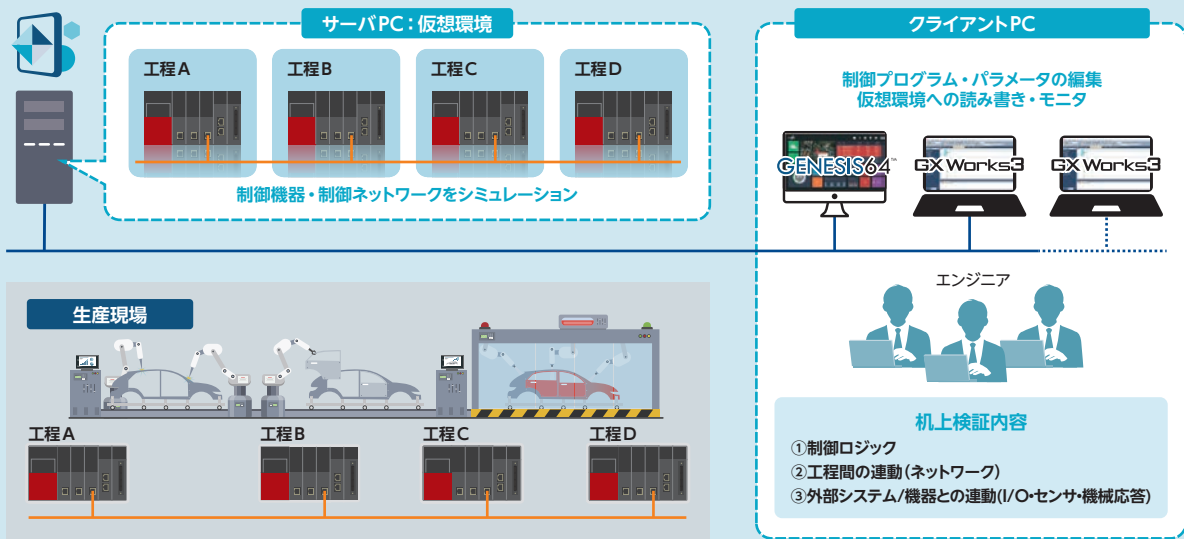 サーバPC：仮想環境
工程A
工程B
工程C
工程D
制御機器・制御ネットワークをシミュレーション
クライアントPC
制御プログラム・パラメータの編集
仮想環境への読み書き・モニタ
GENESIS64™
GX Works3
GX Works3
エンジニア
生産現場
工程A
工程B
工程C
工程D
机上検証内容
①制御ロジック
②工程間の連動(ネットワーク)
③外部システム/機器との連動(I/O・センサ・機械応答)